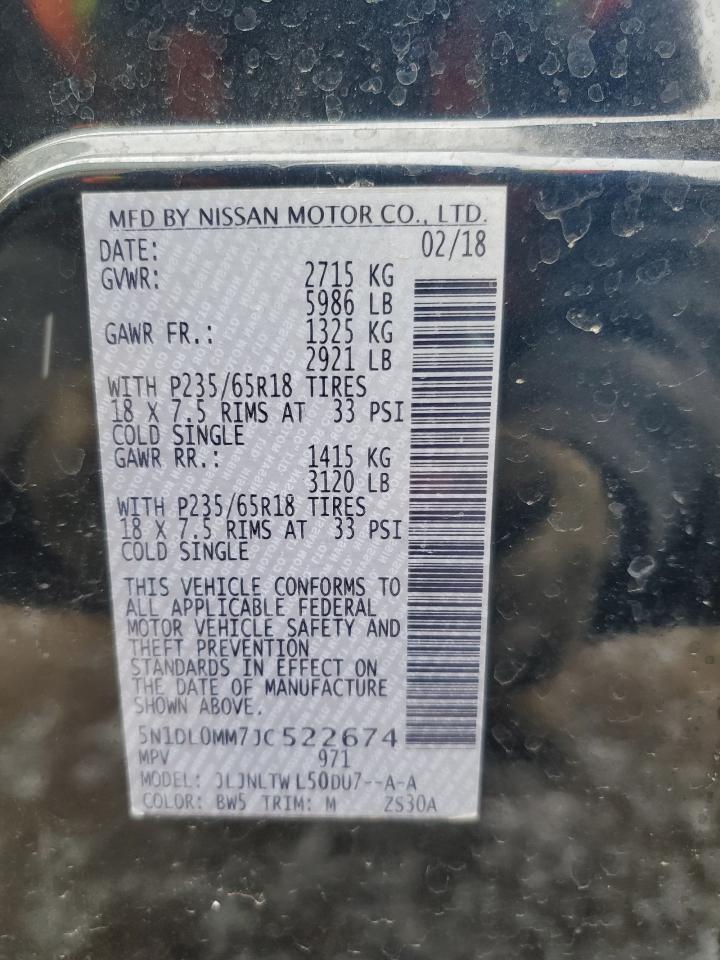 MFD BY NISSAN MOTOR CO., LTD.
DATE: 02/18
GVWR: 2715 KG
5986 LB
GAWR FR.: 1325 KG
2921 LB
WITH P235/65R18 TIRES
18 X 7.5 RIMS AT 33 PSI
COLD SINGLE
GAWR RR.: 1415 KG
3120 LB
WITH P235/65R18 TIRES
18 X 7.5 RIMS AT 33 PSI
COLD SINGLE
THIS VEHICLE CONFORMS TO
ALL APPLICABLE FEDERAL
MOTOR VEHICLE SAFETY AND
THEFT PREVENTION
STANDARDS IN EFFECT ON
THE DATE OF MANUFACTURE
SHOWN ABOVE.
5N1DL0MM7JC522674
MPV 971
MODEL: JLJNLTWL50DU7--A-A
COLOR: BW5 TRIM: M ZS30A